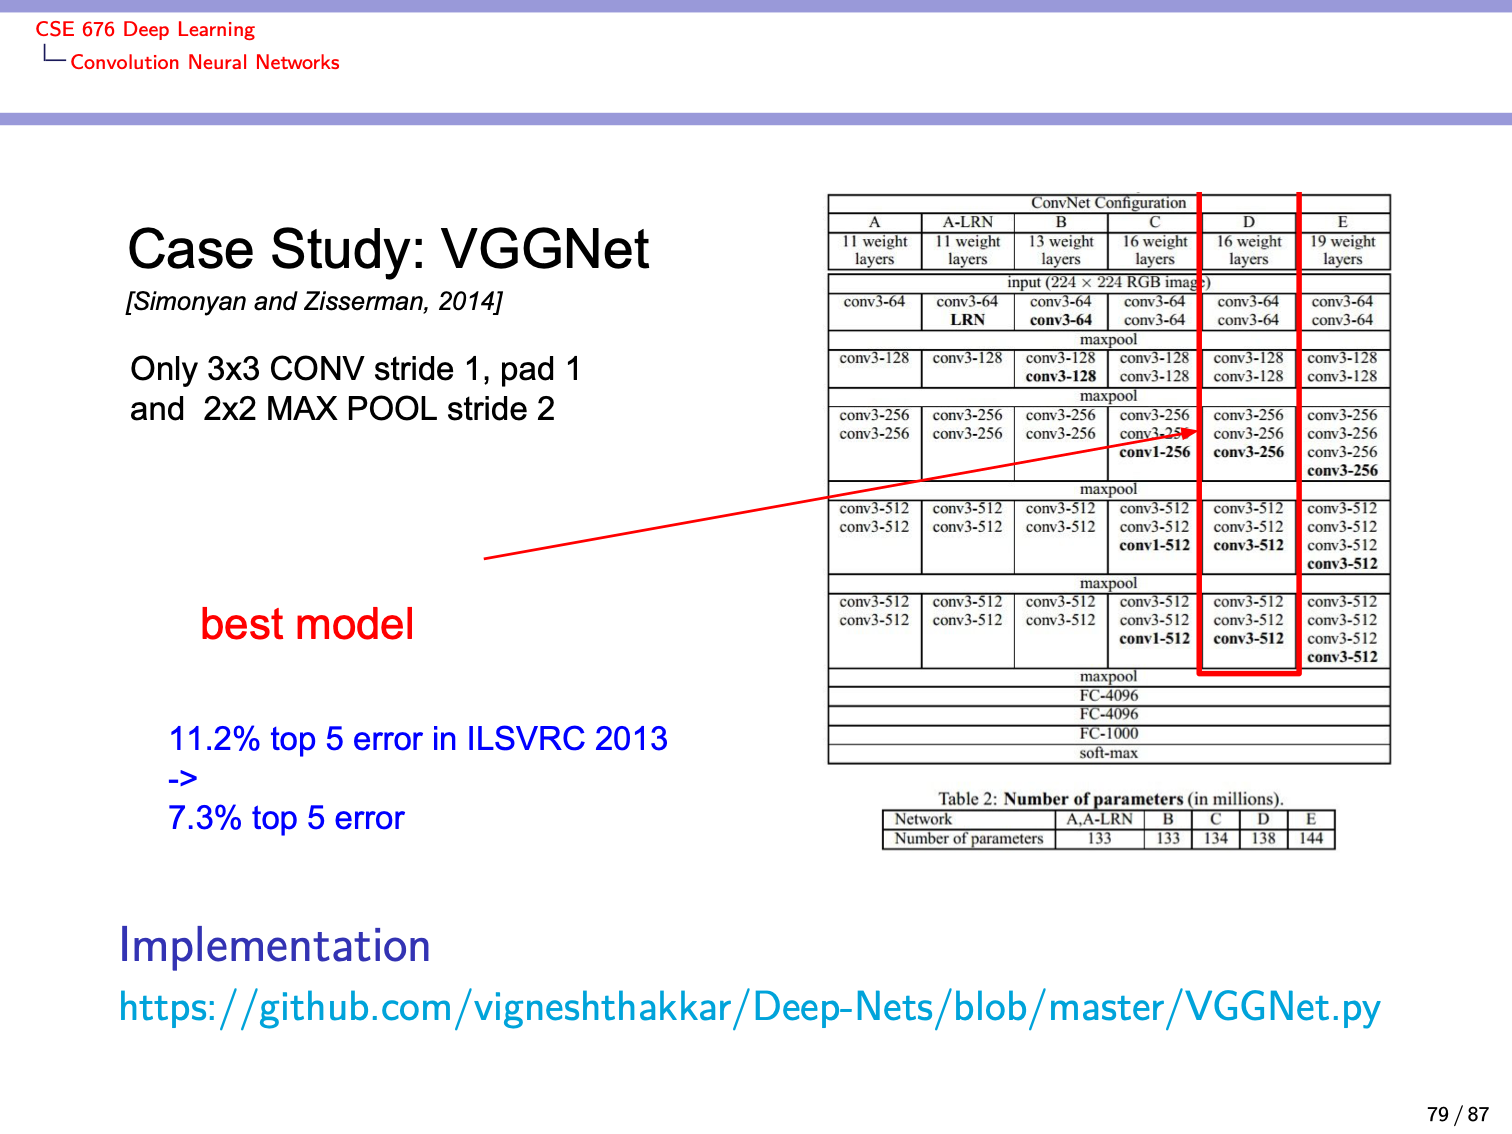 CSE 676 Deep Learning
Convolution Neural Networks
Case Study: VGGNet
[Simonyan and Zisserman, 2014]
Only 3x3 CONV stride 1, pad 1
and 2x2 MAX POOL stride 2
best model
11.2% top 5 error in ILSVRC 2013
->
7.3% top 5 error
ConvNet Configuration
A A-LRN B C D E
11 weight 11 weight 13 weight 16 weight 16 weight 19 weight
layers layers layers layers layers layers
input (224 × 224 RGB image)
conv3-64 conv3-64 conv3-64 conv3-64 conv3-64 conv3-64
LRN conv3-64 conv3-64 conv3-64 conv3-64
maxpool
conv3-128 conv3-128 conv3-128 conv3-128 conv3-128 conv3-128
conv3-128 conv3-128 conv3-128 conv3-128
maxpool
conv3-256 conv3-256 conv3-256 conv3-256 conv3-256 conv3-256
conv3-256 conv3-256 conv3-256 conv3-256 conv3-256 conv3-256
conv1-256 conv3-256 conv3-256
conv3-256
maxpool
conv3-512 conv3-512 conv3-512 conv3-512 conv3-512 conv3-512
conv3-512 conv3-512 conv3-512 conv3-512 conv3-512 conv3-512
conv1-512 conv3-512 conv3-512
conv3-512
maxpool
conv3-512 conv3-512 conv3-512 conv3-512 conv3-512 conv3-512
conv3-512 conv3-512 conv3-512 conv3-512 conv3-512 conv3-512
conv1-512 conv3-512 conv3-512
conv3-512
maxpool
FC-4096
FC-4096
FC-1000
soft-max
Table 2: Number of parameters (in millions).
Network A,A-LRN B C D E
Number of parameters 133 133 134 138 144
Implementation
https://github.com/vigneshthakkar/Deep-Nets/blob/master/VGGNet.py
79 / 87